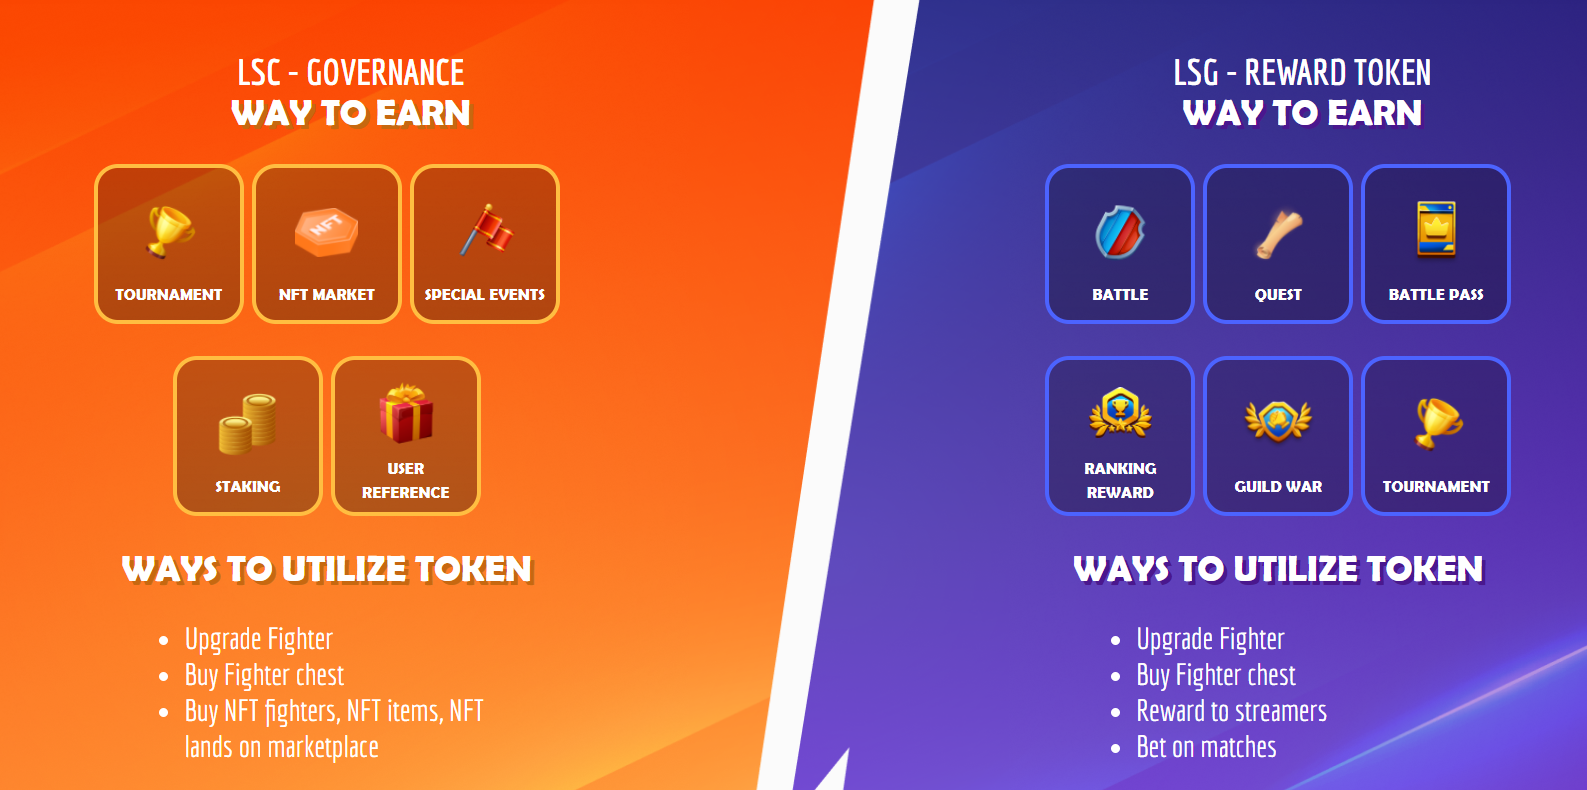 LSC - GOVERNANCE
WAY TO EARN
TOURNAMENT
NFT
NFT MARKET
SPECIAL EVENTS
STAKING
USER
REFERENCE
WAYS TO UTILIZE TOKEN
• Upgrade Fighter
• Buy Fighter chest
• Buy NFT fighters, NFT items, NFT
lands on marketplace
LSG - REWARD TOKEN
WAY TO EARN
BATTLE
QUEST
BATTLE PASS
RANKING
REWARD
GUILD WAR
TOURNAMENT
WAYS TO UTILIZE TOKEN
• Upgrade Fighter
• Buy Fighter chest
• Reward to streamers
• Bet on matches